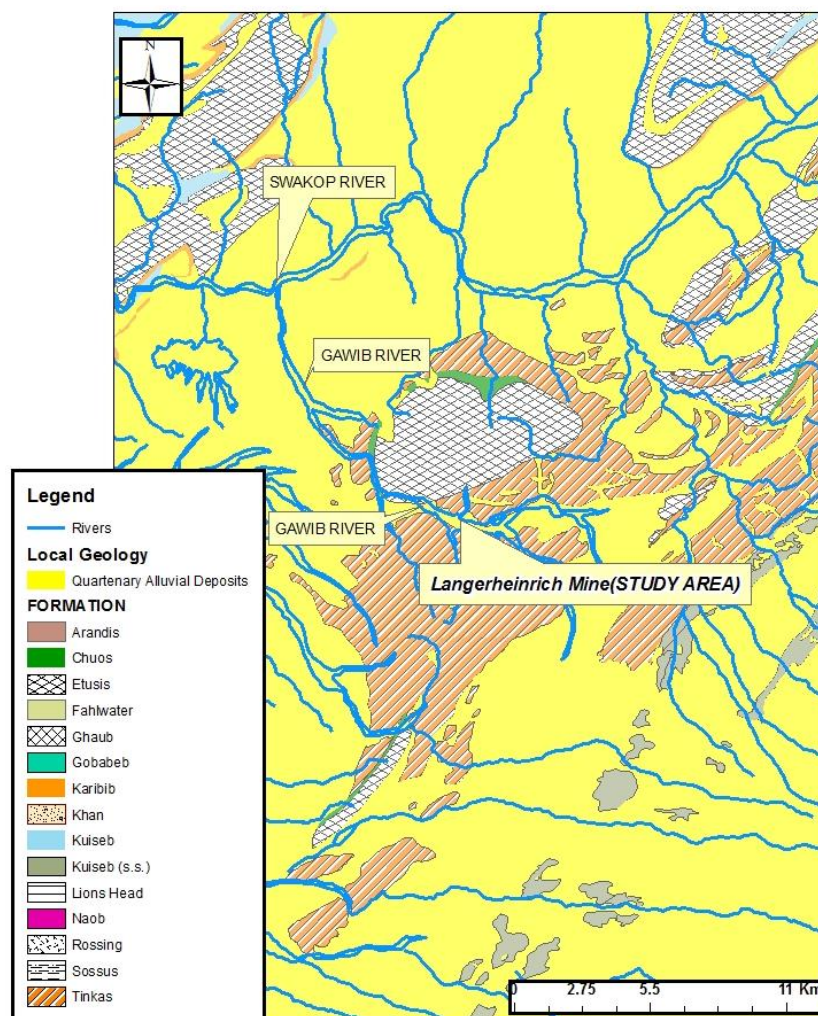 N
SWAKOP RIVER
GAWIB RIVER
GAWIB RIVER
Langerheinrich Mine(STUDY AREA)
Legend
Rivers
Local Geology
Quartenary Alluvial Deposits
FORMATION
Arandis
Chuos
Etusis
Fahlwater
Ghaub
Gobabeb
Karibib
Khan
Kuiseb
Kuiseb (s.s.)
Lions Head
Naob
Rossing
Sossus
Tinkas
0 2.75 5.5 11 Km